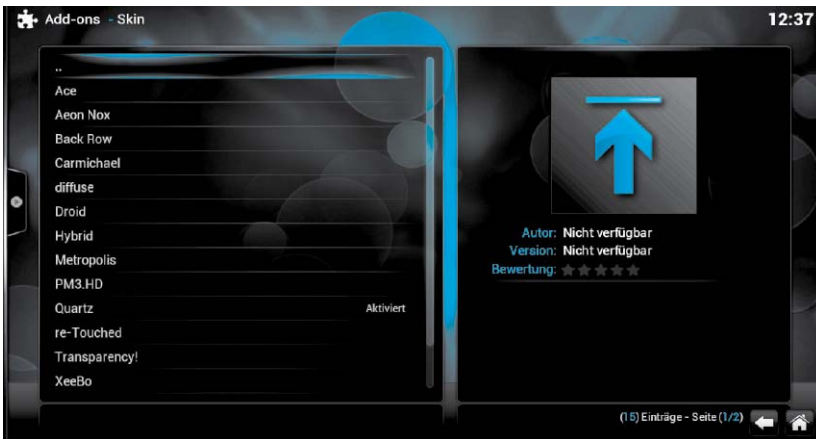 Add-ons - Skin
12:37
..
Ace
Aeon Nox
Back Row
Carmichael
diffuse
Droid
Hybrid
Metropolis
PM3.HD
Quartz Aktiviert
re-Touched
Transparency!
XeeBo
Autor: Nicht verfügbar
Version: Nicht verfügbar
Bewertung:
(15) Einträge - Seite (1/2)